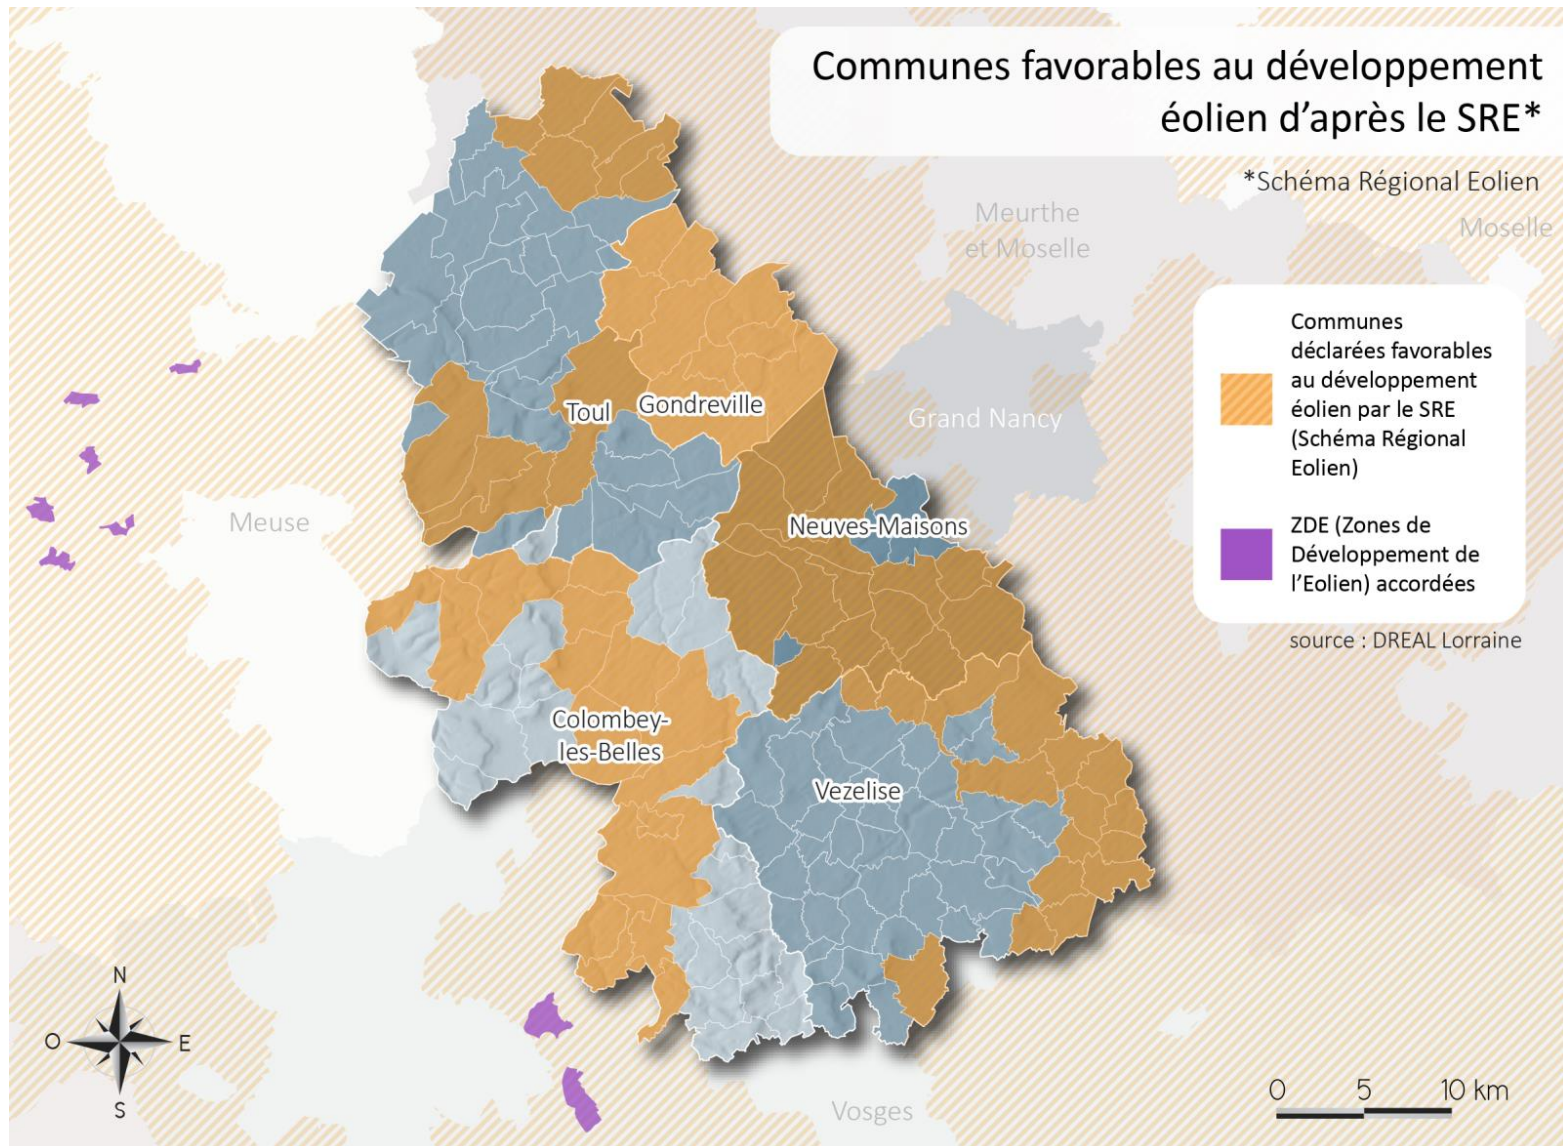 Communes favorables au développement
éolien d'après le SRE*
*Schéma Régional Eolien
Meurthe
et Moselle
Moselle
Communes
déclarées favorables
au développement
éolien par le SRE
(Schéma Régional
Eolien)
ZDE (Zones de
Développement de
l'Eolien) accordées
source : DREAL Lorraine
Toul
Gondreville
Grand Nancy
Meuse
Neuves-Maisons
Colombey-
les-Belles
Vezelise
Vosges
N
O
E
S
0 5 10 km